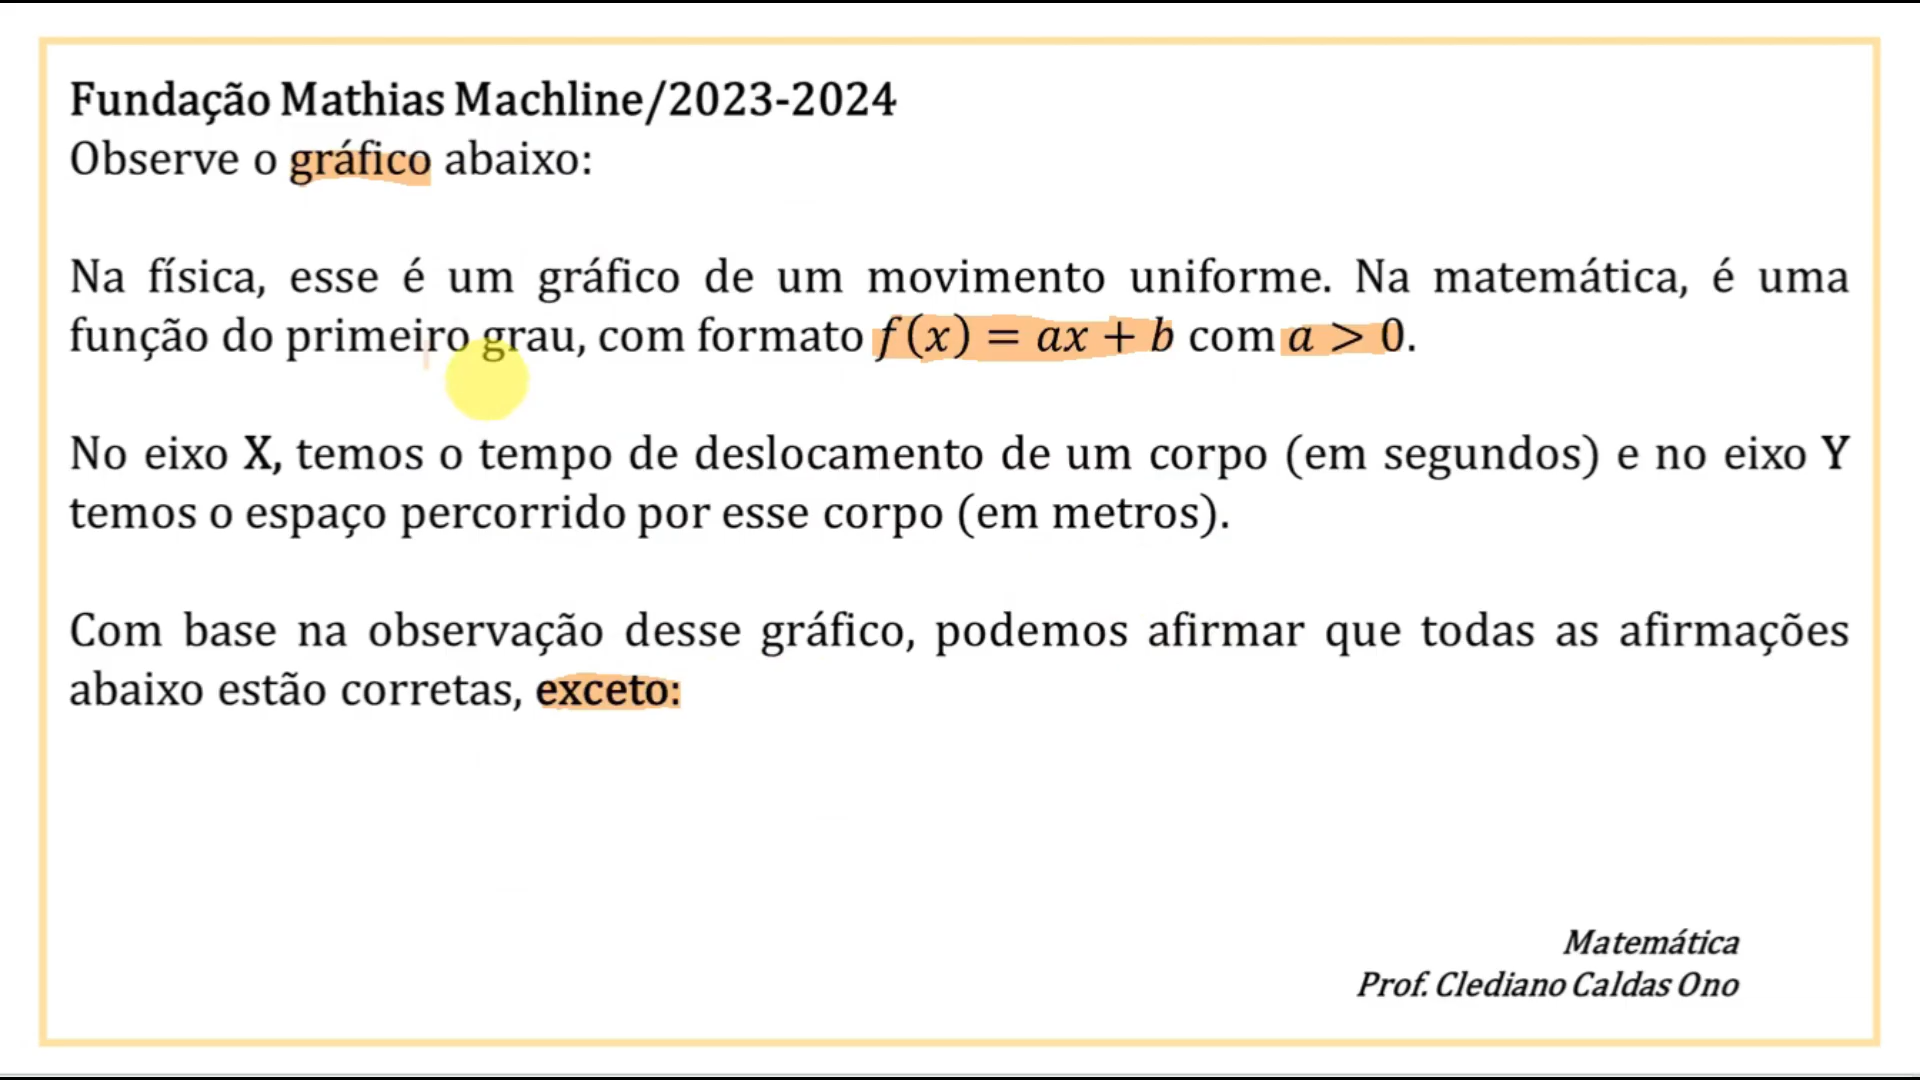 Fundação Mathias Machline/2023-2024
Observe o gráfico abaixo:
Na física, esse é um gráfico de um movimento uniforme. Na matemática, é uma
função do primeiro grau, com formato f(x) = ax + b com a > 0.
No eixo X, temos o tempo de deslocamento de um corpo (em segundos) e no eixo Y
temos o espaço percorrido por esse corpo (em metros).
Com base na observação desse gráfico, podemos afirmar que todas as afirmações
abaixo estão corretas, exceto:
Matemática
Prof. Clediano Caldas Ono